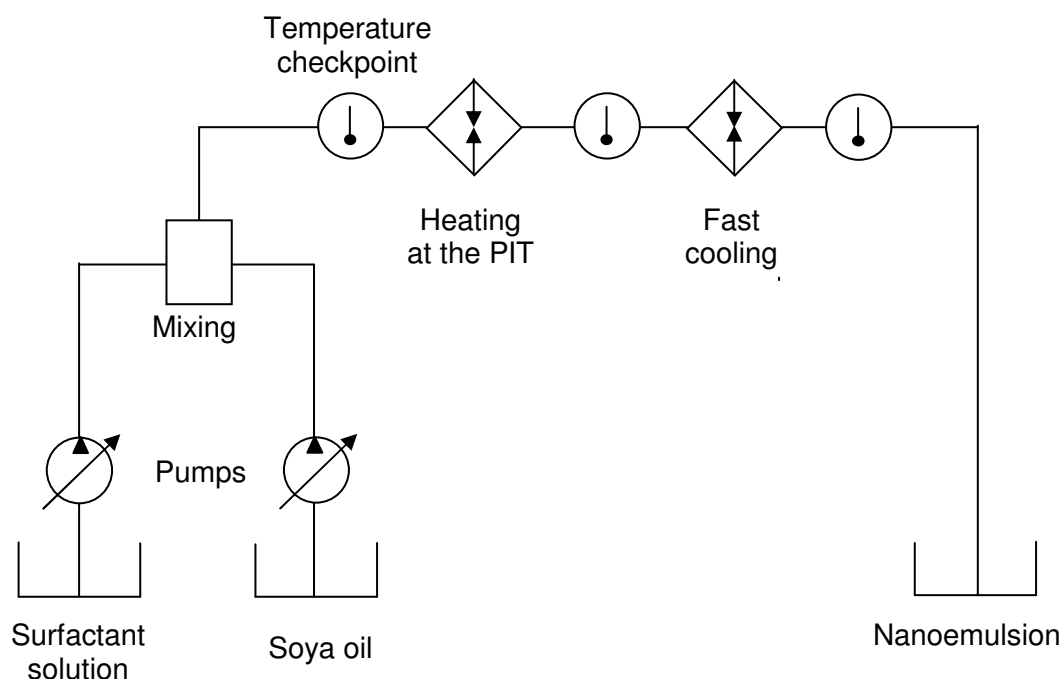 Temperature
checkpoint
Heating
at the PIT
Fast
cooling
Mixing
Pumps
Surfactant
solution
Soya oil
Nanoemulsion